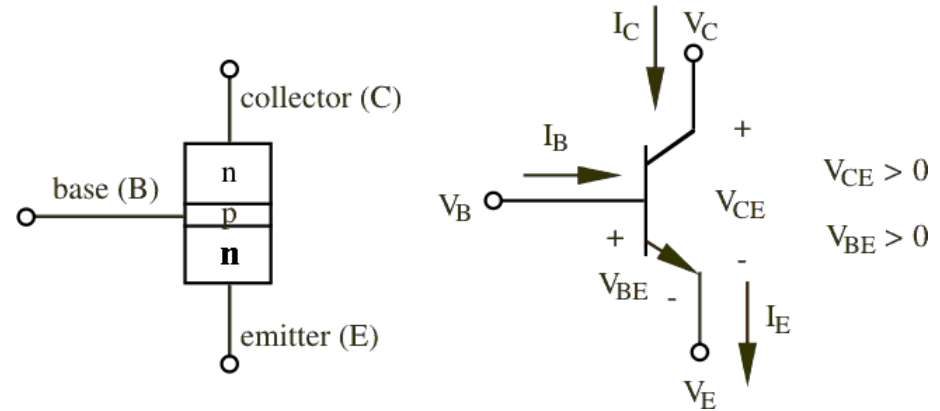 collector (C)
n
base (B)
p
n
emitter (E)
I_C
V_C
I_B
+
V_B
V_CE
V_CE > 0
+
V_BE > 0
V_BE
-
-
I_E
V_E